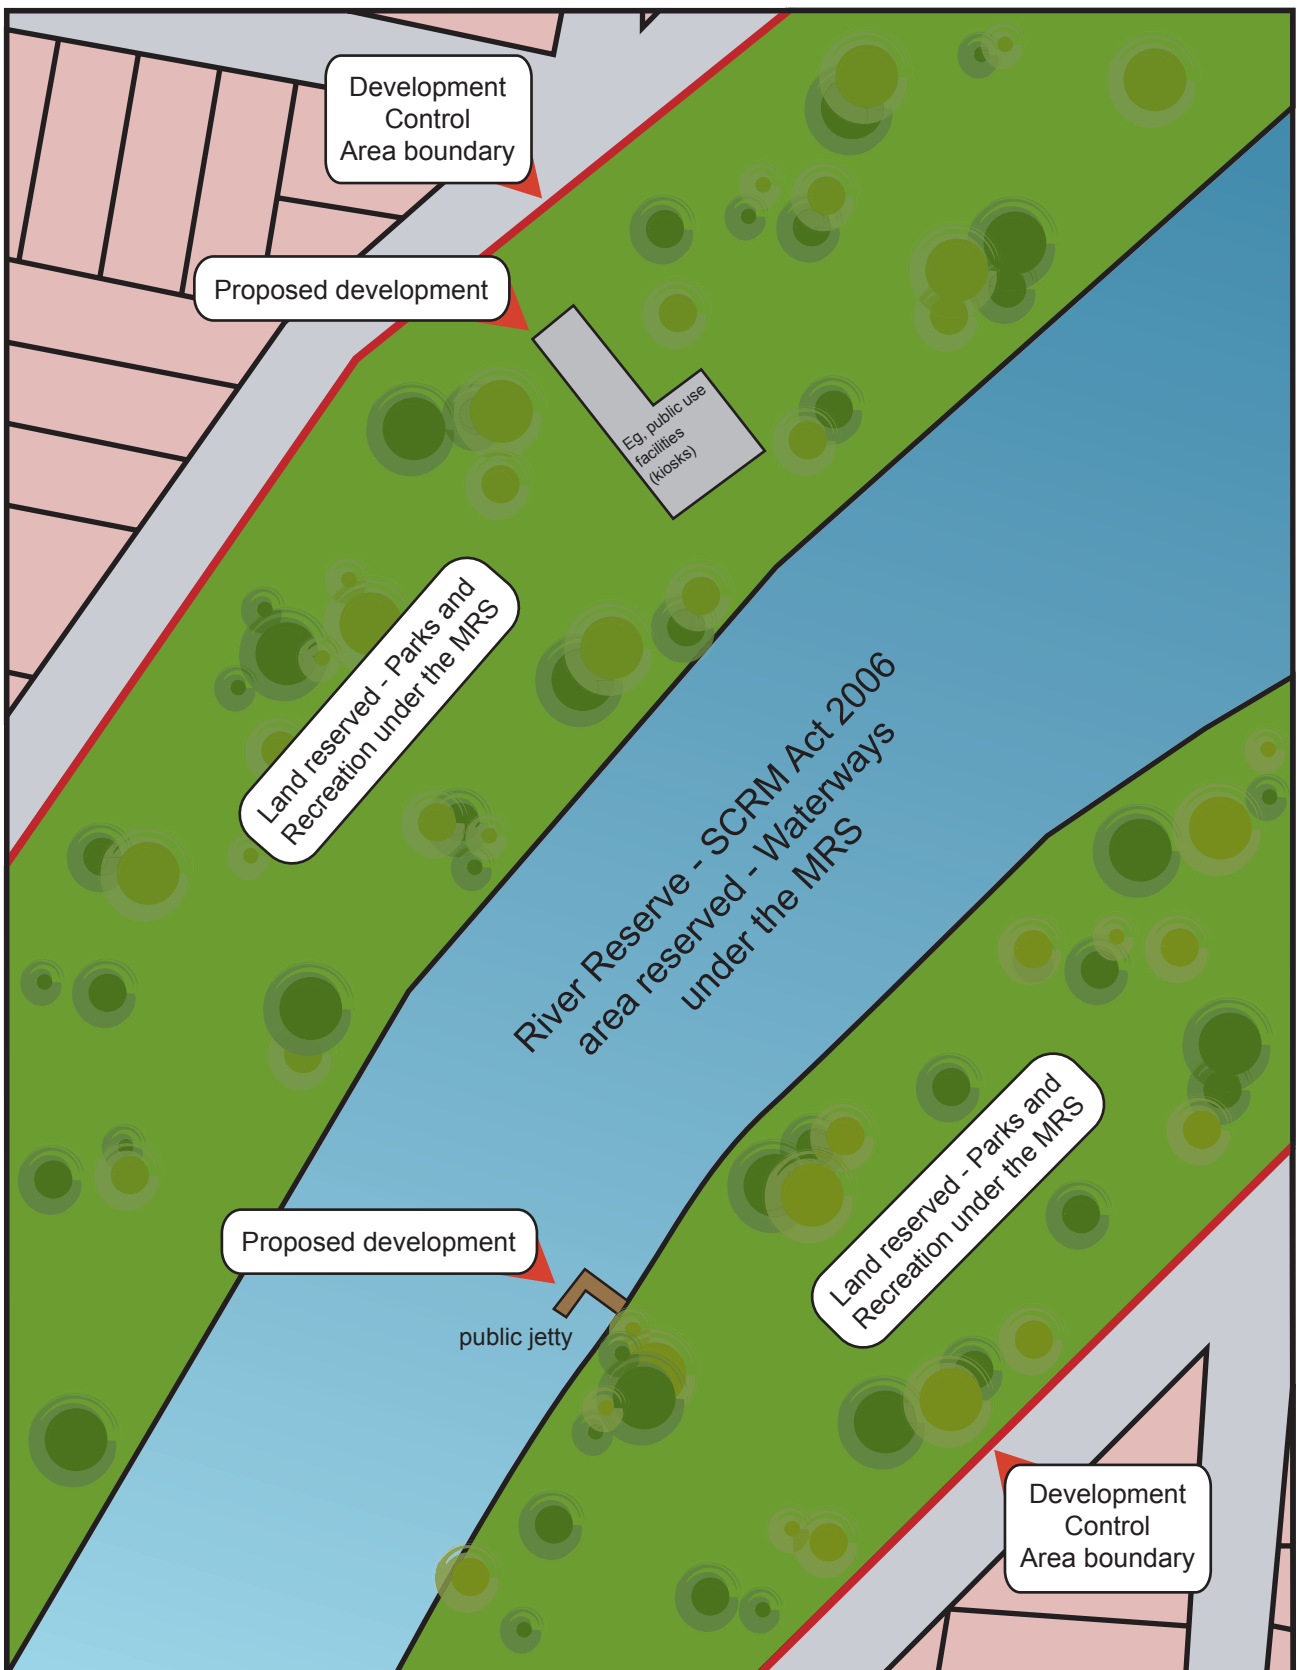 Development
Control
Area boundary
Proposed development
Eg, public use
facilities
(kiosks)
Land reserved - Parks and
Recreation under the MRS
River Reserve - SCRM Act 2006
area reserved - Waterways
under the MRS
Land reserved - Parks and
Recreation under the MRS
Proposed development
public jetty
Development
Control
Area boundary